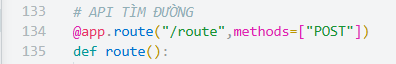 133 # API TÌM ĐƯỜNG
134 @app.route("/route",methods=["POST"])
135 def route():